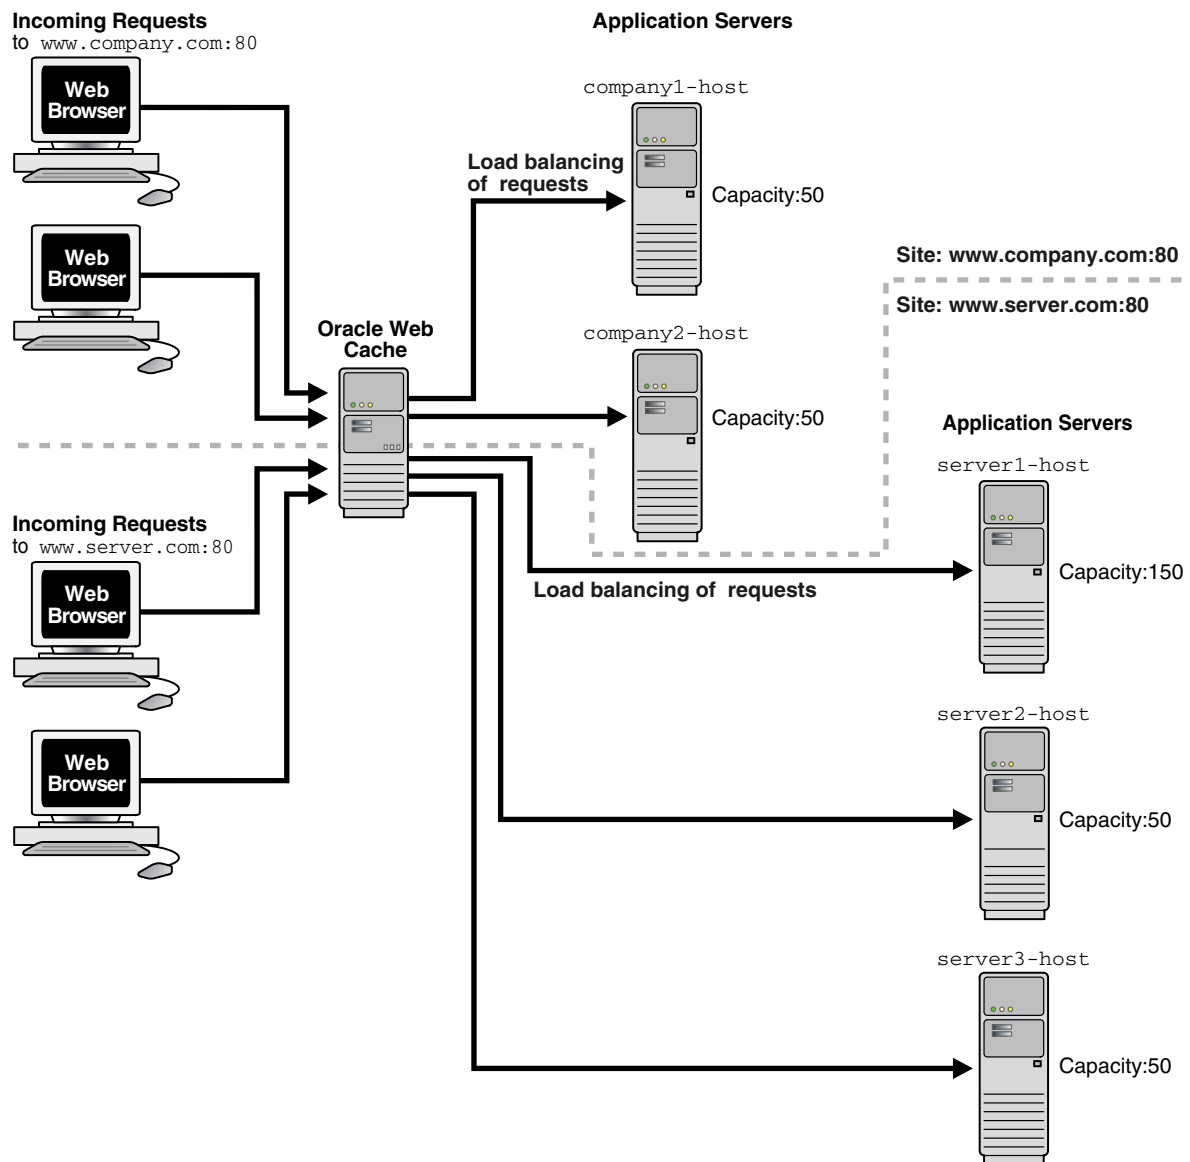 Incoming Requests
to www.company.com:80
Web
Browser
Web
Browser
Application Servers
company1-host
Load balancing
of requests
Capacity:50
Site: www.company.com:80
Site: www.server.com:80
Oracle Web
Cache
company2-host
Capacity:50
Application Servers
server1-host
Capacity:150
Incoming Requests
to www.server.com:80
Web
Browser
Web
Browser
Load balancing of requests
server2-host
Capacity:50
server3-host
Capacity:50